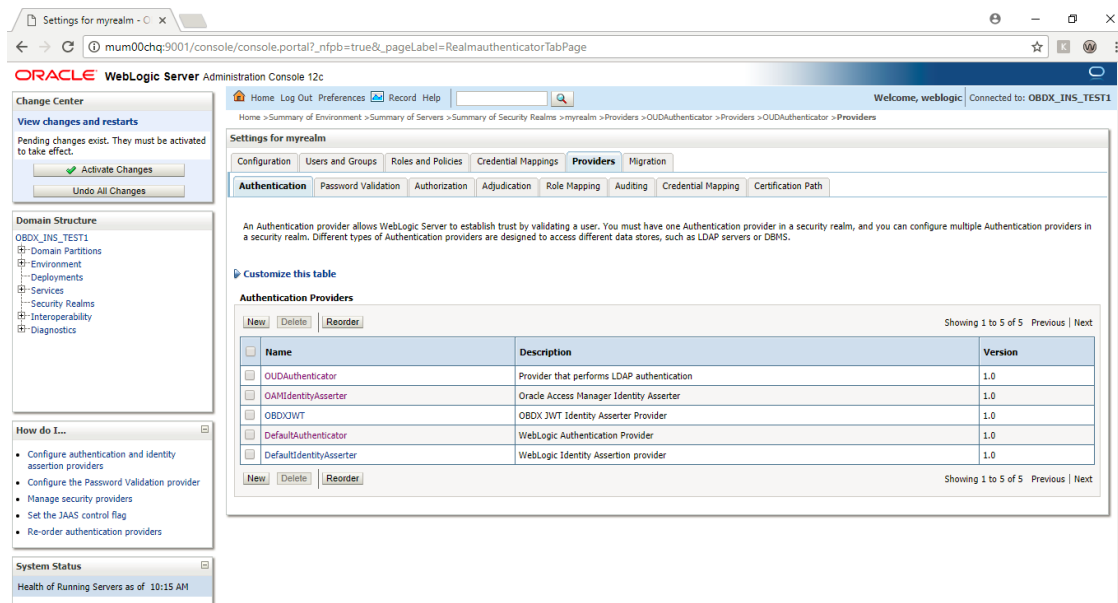 Settings for myrealm - C
mum00chq:9001/console/console.portal?_nfpb=true&_pageLabel=RealmauthenticatorTabPage
K
ORACLE WebLogic Server Administration Console 12c
Change Center
View changes and restarts
Pending changes exist. They must be activated
to take effect.
Activate Changes
Undo All Changes
Domain Structure
OBDX_INS_TEST1
Domain Partitions
Environment
Deployments
Services
Security Realms
Interoperability
Diagnostics
How do I...
Configure authentication and identity
assertion providers
Configure the Password Validation provider
Manage security providers
Set the JAAS control flag
Re-order authentication providers
System Status
Health of Running Servers as of 10:15 AM
Home Log Out Preferences Record Help
Welcome, weblogic Connected to: OBDX_INS_TEST1
Home >Summary of Environment >Summary of Servers >Summary of Security Realms >myrealm >Providers >OUDAuthenticator >Providers >OUDAuthenticator >Providers
Settings for myrealm
Configuration Users and Groups Roles and Policies Credential Mappings Providers Migration
Authentication Password Validation Authorization Adjudication Role Mapping Auditing Credential Mapping Certification Path
An Authentication provider allows WebLogic Server to establish trust by validating a user. You must have one Authentication provider in a security realm, and you can configure multiple Authentication providers in
a security realm. Different types of Authentication providers are designed to access different data stores, such as LDAP servers or DBMS.
Customize this table
Authentication Providers
New Delete Reorder Showing 1 to 5 of 5 Previous | Next
Name Description Version
OUDAuthenticator Provider that performs LDAP authentication 1.0
OAMIdentityAsserter Oracle Access Manager Identity Asserter 1.0
OBDXJWT OBDX JWT Identity Asserter Provider 1.0
DefaultAuthenticator WebLogic Authentication Provider 1.0
DefaultIdentityAsserter WebLogic Identity Assertion provider 1.0
New Delete Reorder Showing 1 to 5 of 5 Previous | Next